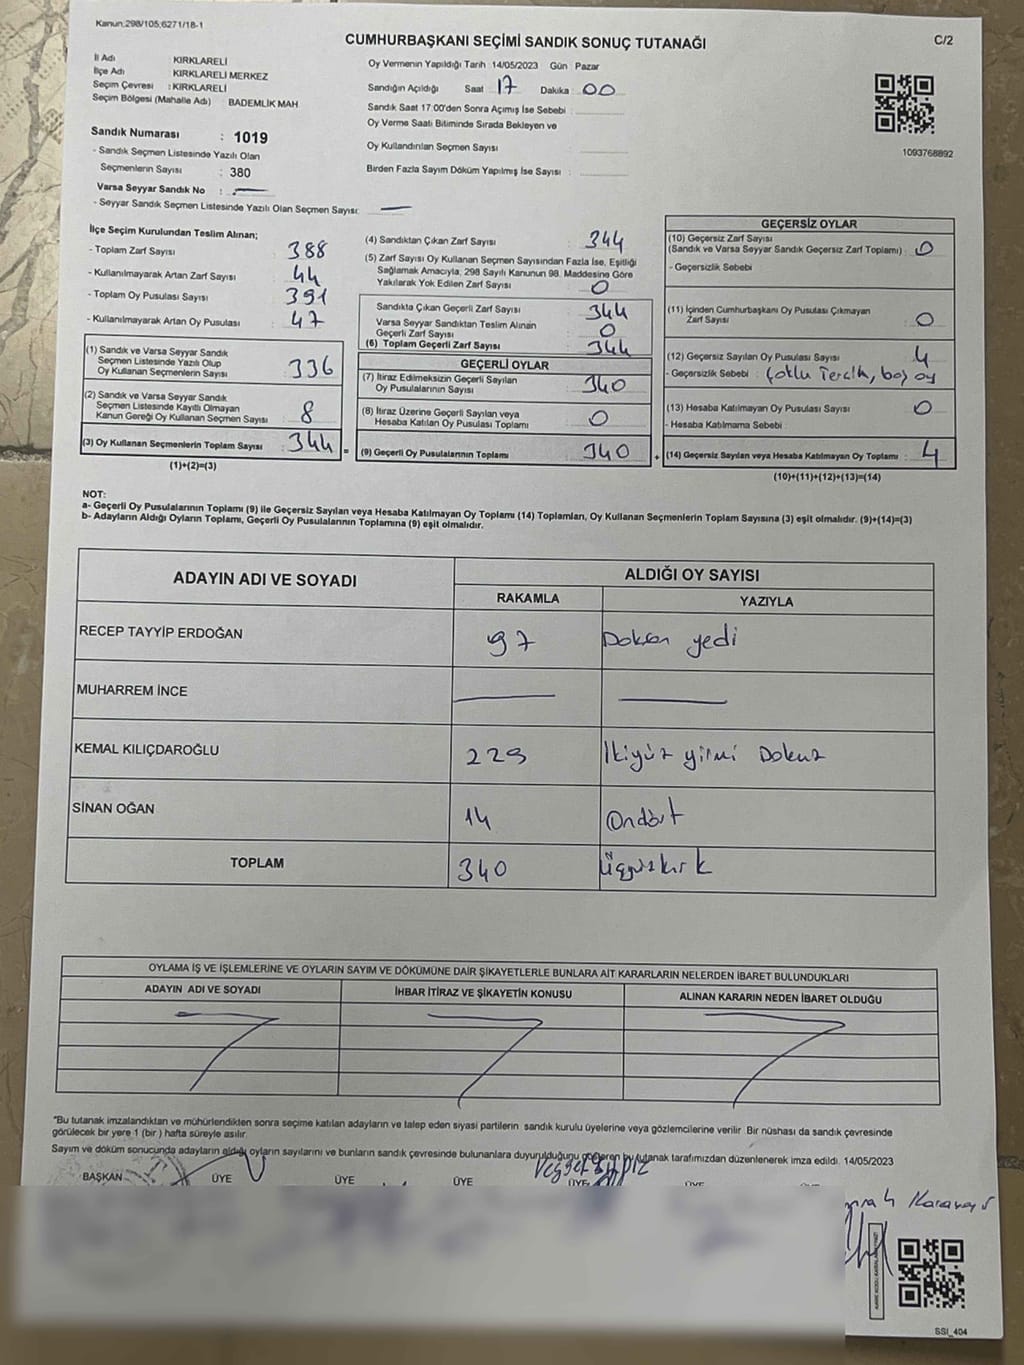 Kanun:298/105;6271/18-1
C/2
CUMHURBAŞKANI SEÇİMİ SANDIK SONUÇ TUTANAĞI
İl Adı : KIRKLARELİ
İlçe Adı : KIRKLARELİ MERKEZ
Seçim Çevresi : KIRKLARELİ
Seçim Bölgesi (Mahalle Adı) BADEMLİK MAH
Sandık Numarası : 1019
- Sandık Seçmen Listesinde Yazılı Olan
Seçmenlerin Sayısı : 380
Varsa Seyyar Sandık No :
- Seyyar Sandık Seçmen Listesinde Yazılı Olan Seçmen Sayısı:
Oy Vermenin Yapıldığı Tarih :14/05/2023 Gün : Pazar
Sandığın Açıldığı Saat : 17 Dakika : 00
Sandık Saat 17:00'den Sonra Açımış İse Sebebi :
Oy Verme Saati Bitiminde Sırada Bekleyen ve
Oy Kullandırılan Seçmen Sayısı :
Birden Fazla Sayım Döküm Yapılmış İse Sayısı :
1093768892
İlçe Seçim Kurulundan Teslim Alınan;
- Toplam Zarf Sayısı : 388
- Kullanılmayarak Artan Zarf Sayısı : 44
- Toplam Oy Pusulası Sayısı : 391
- Kullanılmayarak Artan Oy Pusulası : 47
(1) Sandık ve Varsa Seyyar Sandık
Seçmen Listesinde Yazılı Olup
Oy Kullanan Seçmenlerin Sayısı : 336
(2) Sandık ve Varsa Seyyar Sandık
Seçmen Listesinde Kayıtlı Olmayan
Kanun Gereği Oy Kullanan Seçmen Sayısı : 8
(3) Oy Kullanan Seçmenlerin Toplam Sayısı : 344 =
(1)+(2)=(3)
(4) Sandıktan Çıkan Zarf Sayısı : 344
(5) Zarf Sayısı Oy Kullanan Seçmen Sayısından Fazla İse, Eşitliği
Sağlamak Amacıyla, 298 Sayılı Kanunun 98. Maddesine Göre
Yakılarak Yok Edilen Zarf Sayısı : 0
Sandıkta Çıkan Geçerli Zarf Sayısı : 344
Varsa Seyyar Sandıktan Teslim Alınan
Geçerli Zarf Sayısı : 0
(6) Toplam Geçerli Zarf Sayısı : 344
GEÇERLİ OYLAR
(7) İtiraz Edilmeksizin Geçerli Sayılan
Oy Pusulalarının Sayısı : 340
(8) İtiraz Üzerine Geçerli Sayılan veya
Hesaba Katılan Oy Pusulası Toplamı : 0
(9) Geçerli Oy Pusulalarının Toplamı : 340 +
GEÇERSİZ OYLAR
(10) Geçersiz Zarf Sayısı
(Sandık ve Varsa Seyyar Sandık Geçersiz Zarf Toplamı) : 0
- Geçersizlik Sebebi :
(11) İçinden Cumhurbaşkanı Oy Pusulası Çıkmayan
Zarf Sayısı : 0
(12) Geçersiz Sayılan Oy Pusulası Sayısı : 4
- Geçersizlik Sebebi : Çoklu Tercih, boş oy
(13) Hesaba Katılmayan Oy Pusulası Sayısı : 0
- Hesaba Katılmama Sebebi :
(14) Geçersiz Sayılan veya Hesaba Katılmayan Oy Toplamı : 4
(10)+(11)+(12)+(13)=(14)
NOT:
a- Geçerli Oy Pusulalarının Toplamı (9) ile Geçersiz Sayılan veya Hesaba Katılmayan Oy Toplamı (14) Toplamları, Oy Kullanan Seçmenlerin Toplam Sayısına (3) eşit olmalıdır. (9)+(14)=(3)
b- Adayların Aldığı Oyların Toplamı, Geçerli Oy Pusulalarının Toplamına (9) eşit olmalıdır.
ADAYIN ADI VE SOYADI ALDIĞI OY SAYISI
RAKAMLA YAZIYLA
RECEP TAYYİP ERDOĞAN 97 Doksan yedi
MUHARREM İNCE
KEMAL KILIÇDAROĞLU 229 İkiyüz yirmi Dokuz
SİNAN OĞAN 14 Ondört
TOPLAM 340 Üçyüzkırk
OYLAMA İŞ VE İŞLEMLERİNE VE OYLARIN SAYIM VE DÖKÜMÜNE DAİR ŞİKAYETLERLE BUNLARA AİT KARARLARIN NELERDEN İBARET BULUNDUKLARI
ADAYIN ADI VE SOYADI İHBAR İTİRAZ VE ŞİKAYETİN KONUSU ALINAN KARARIN NEDEN İBARET OLDUĞU
*Bu tutanak imzalandıktan ve mühürlendikten sonra seçime katılan adayların ve talep eden siyasi partilerin sandık kurulu üyelerine veya gözlemcilerine verilir. Bir nüshası da sandık çevresinde
görülecek bir yere 1 (bir ) hafta süreyle asılır.
Sayım ve döküm sonucunda adayların aldığı oyların sayılarını ve bunların sandık çevresinde bulunanlara duyurulduğunu gösteren bu tutanak tarafımızdan düzenlenerek imza edildi. 14/05/2023
BAŞKAN ÜYE ÜYE ÜYE ÜYE ÜYE ÜYE
SSI_404